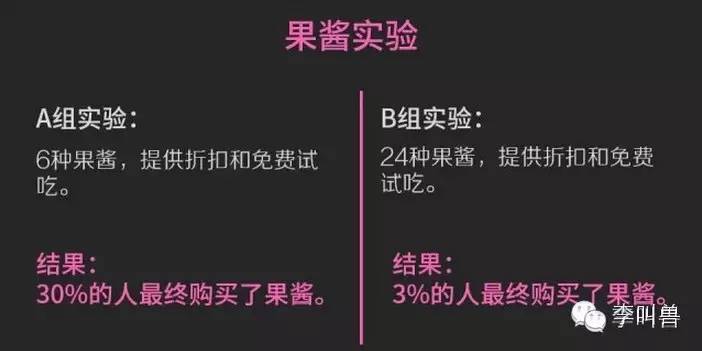 果酱实验
A组实验：
6种果酱，提供折扣和免费试
吃。
结果：
30%的人最终购买了果酱。
B组实验：
24种果酱，提供折扣和免费
试吃。
结果：
3%的人最终购买了果酱。
李叫兽